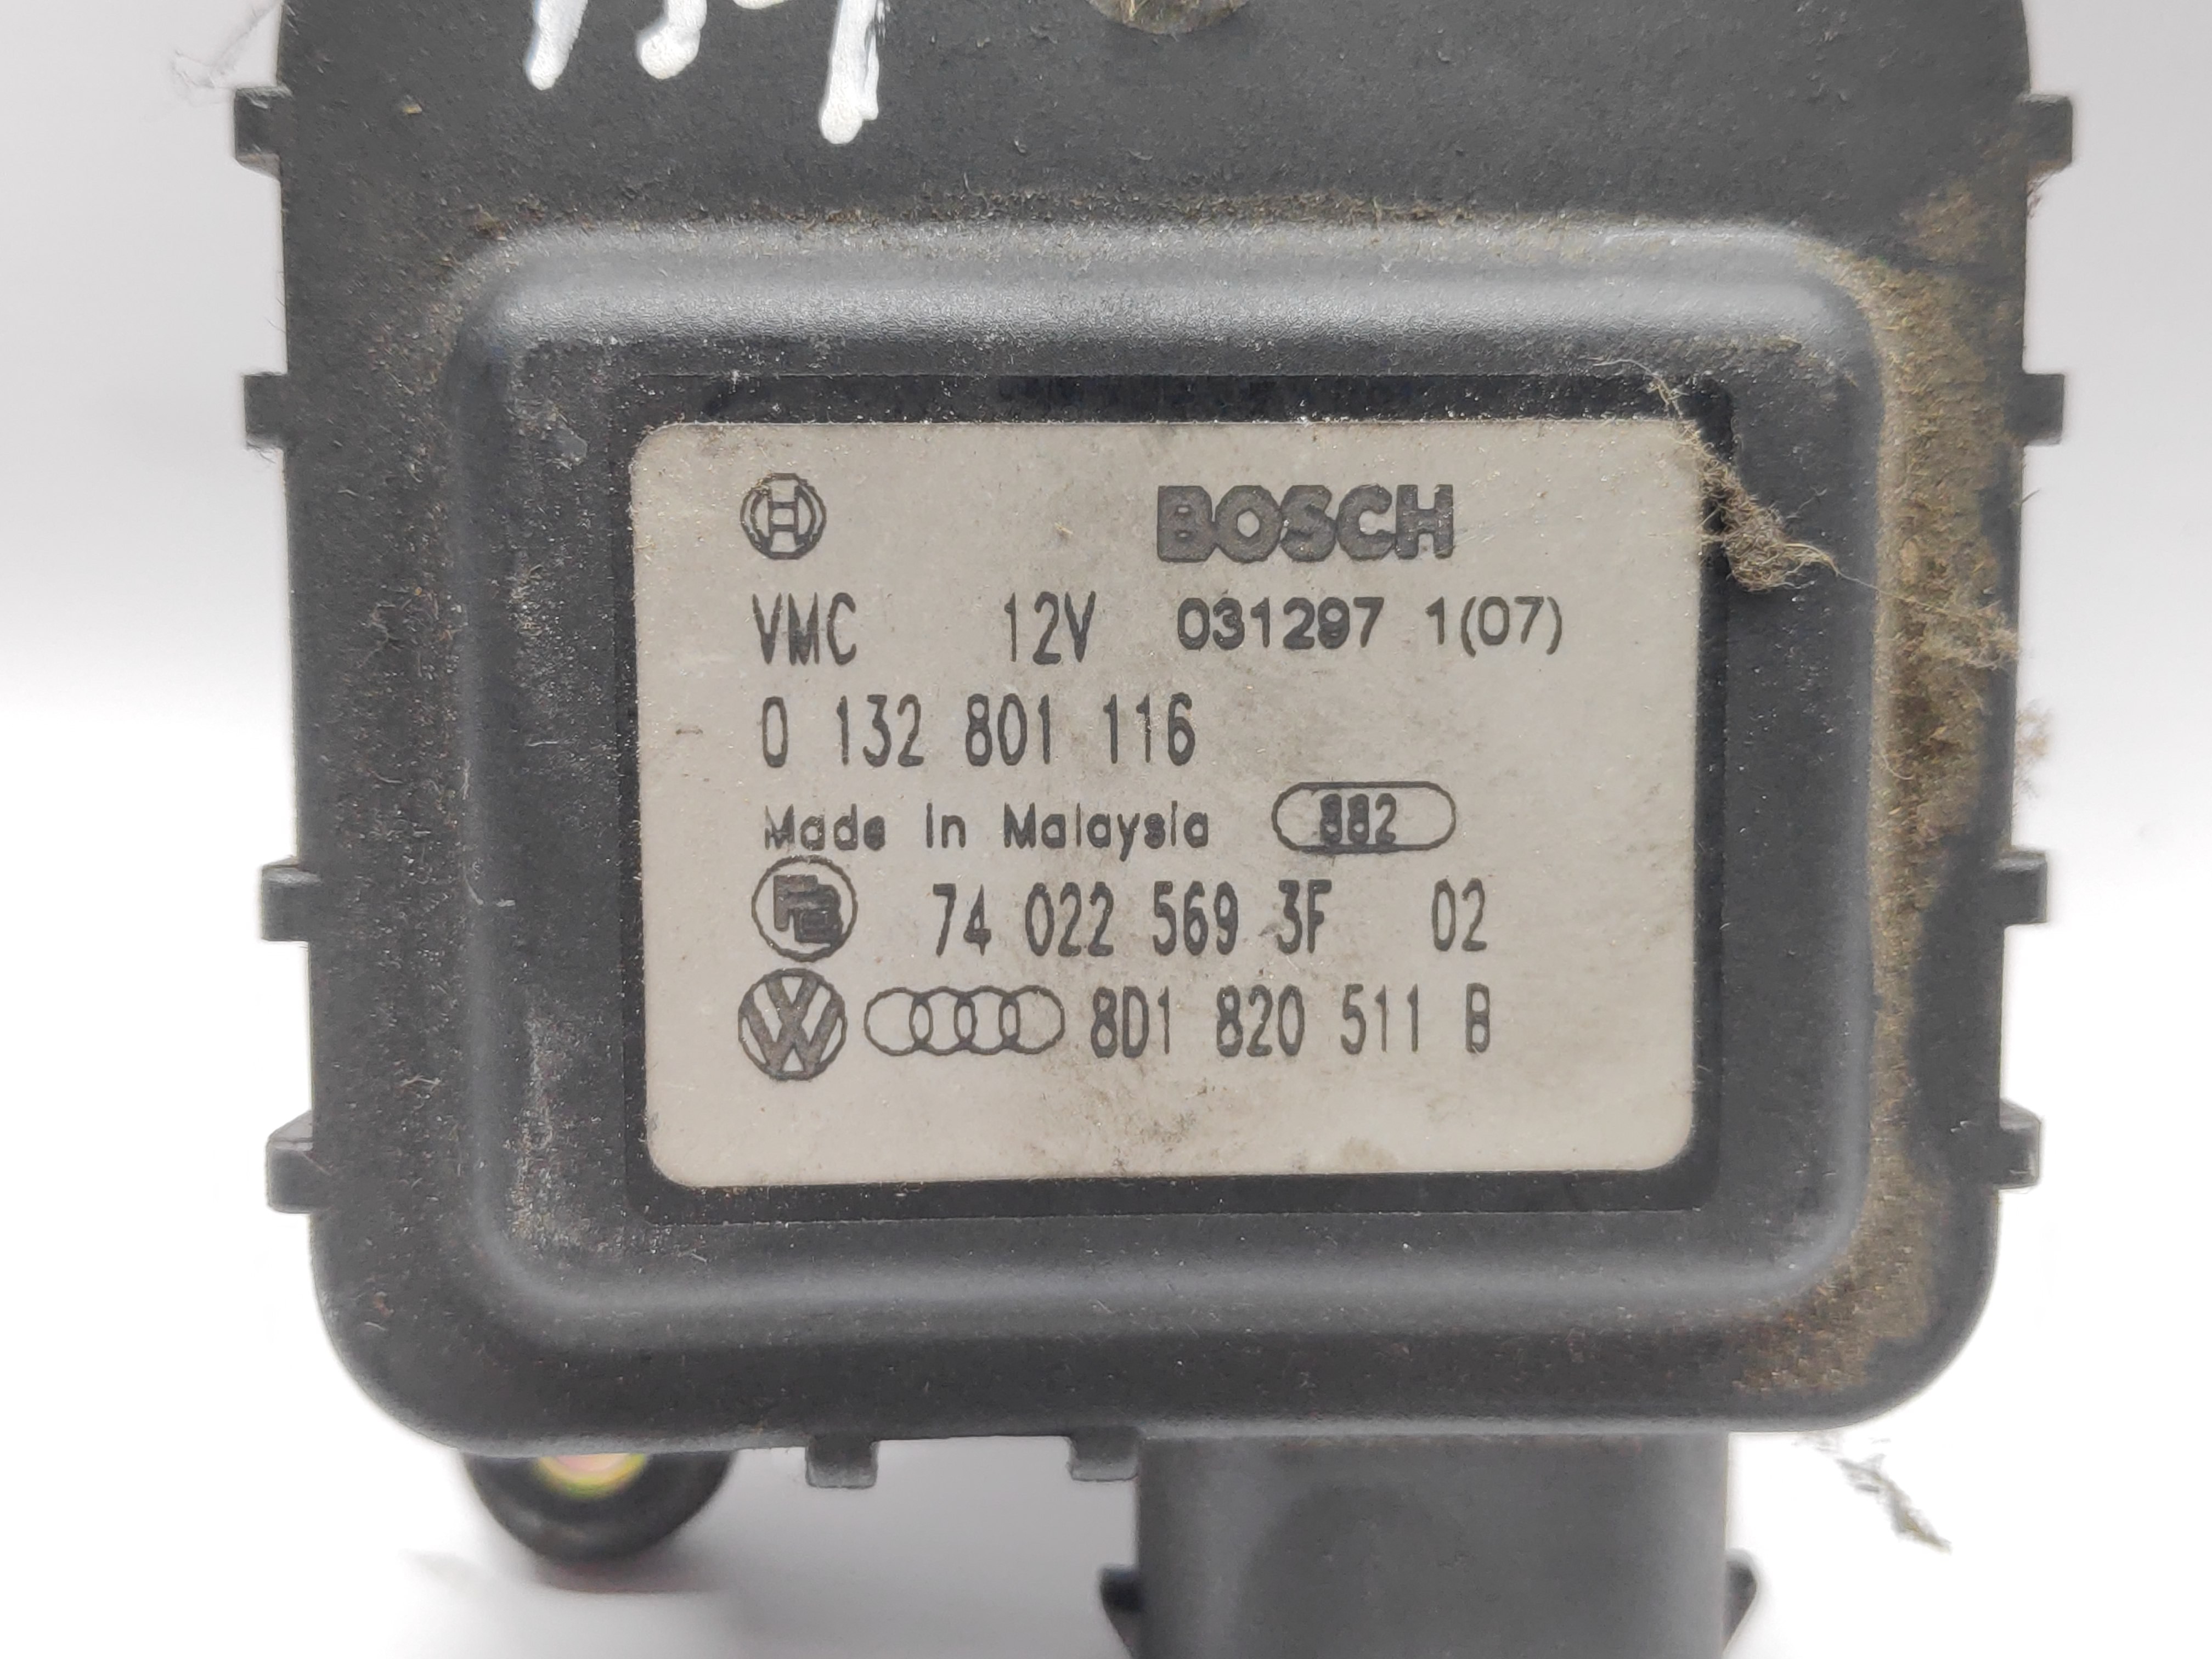 BOSCH
VMC 12V 031297 1(07)
0 132 801 116
Made in Malaysia 882
PB 74 022 569 3F 02
8D1 820 511 B